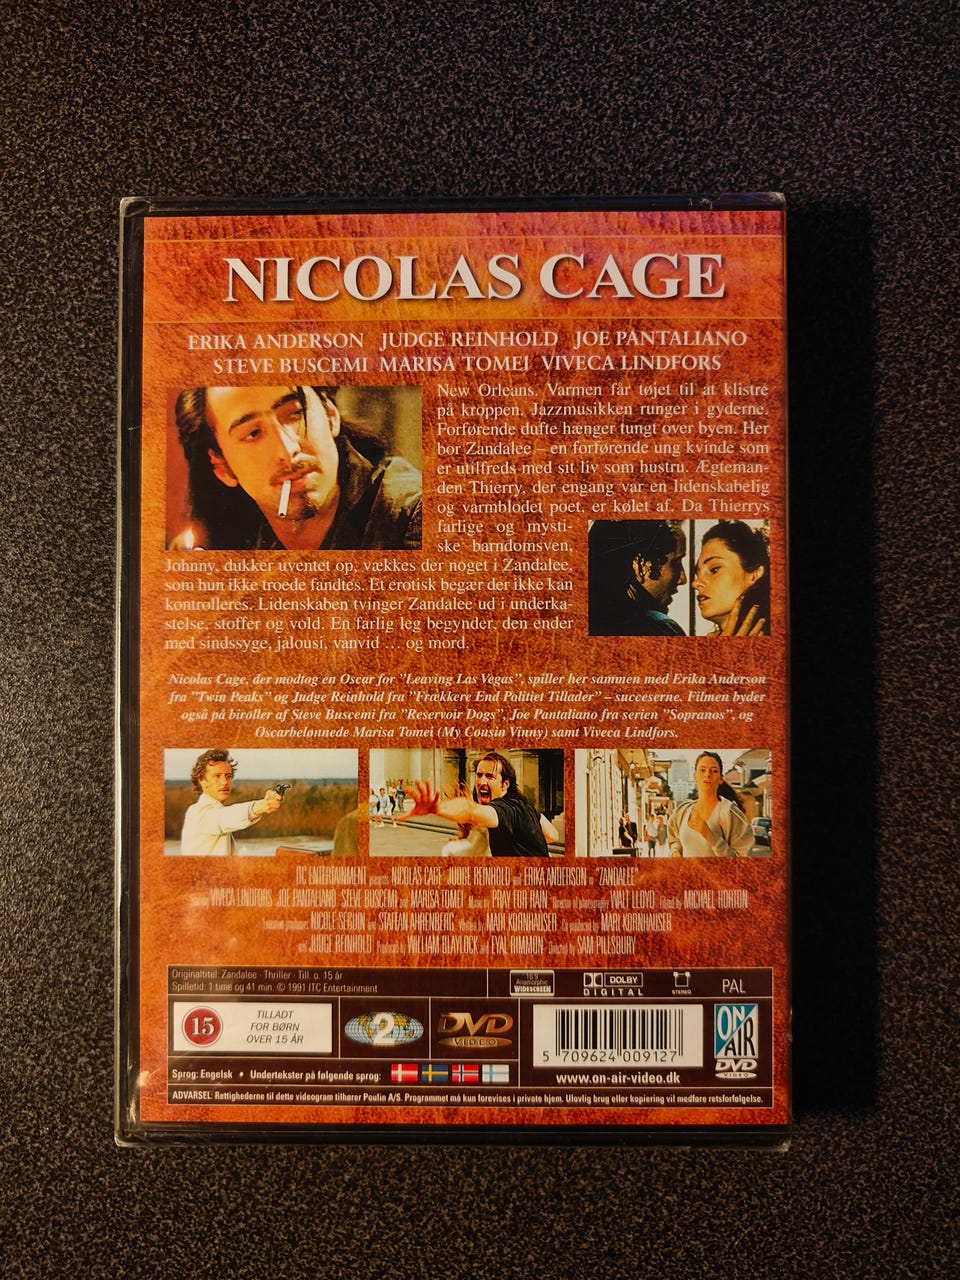 NICOLAS CAGE
ERIKA ANDERSON JUDGE REINHOLD JOE PANTALIANO
STEVE BUSCEMI MARISA TOMEI VIVECA LINDFORS
New Orleans. Varmen får tøjet til at klistre
på kroppen. Jazzmusikken runger i gyderne.
Forførende dufte hænger tungt over byen. Her
bor Zandalee – en forførende ung kvinde som
er utilfreds med sit liv som hustru. Ægteman-
den Thierry, der engang var en lidenskabelig
og varmblodet poet, er kølet af. Da Thierrys
farlige og mysti-
ske barndomsven,
Johnny, dukker uventet op, vækkes der noget i Zandalee,
som hun ikke troede fandtes. Et erotisk begær der ikke kan
kontrolleres. Lidenskaben tvinger Zandalee ud i underka-
stelse, stoffer og vold. En farlig leg begynder, den ender
med sindssyge, jalousi, vanvid ... og mord.
Nicolas Cage, der modtog en Oscar for "Leaving Las Vegas", spiller her sammen med Erika Anderson
fra "Twin Peaks" og Judge Reinhold fra "Frækkere End Politiet Tillader" – succeserne. Filmen byder
også på biroller af Steve Buscemi fra "Reservoir Dogs", Joe Pantaliano fra serien "Sopranos", og
Oscarbelønnede Marisa Tomei (My Cousin Vinny) samt Viveca Lindfors.
ITC ENTERTAINMENT presents NICOLAS CAGE JUDGE REINHOLD and ERIKA ANDERSON in "ZANDALEE"
VIVECA LINDFORS JOE PANTALIANO STEVE BUSCEMI and MARISA TOMEI Music by PRAY FOR RAIN Director of photography WALT LLOYD Edited by MICHAEL HORTON
Executive producers NICOLE SEGUIN and STAFFAN AHRENBERG Written by MARI KORNHAUSER Co produced by MARI KORNHAUSER
and JUDGE REINHOLD Produced by WILLIAM BLAYLOCK and EYAL RIMMON Directed by SAM PILLSBURY
Originaltitel: Zandalee · Thriller · Till. o. 15 år
Spilletid: 1 time og 41 min. © 1991 ITC Entertainment
16:9
Anamorphic
WIDESCREEN
DOLBY
DIGITAL
STEREO
PAL
15
TILLADT
FOR BØRN
OVER 15 ÅR
2
DVD
VIDEO
5 709624 009127
www.on-air-video.dk
ON
AIR
DVD
VIDEO
Sprog: Engelsk • Undertekster på følgende sprog:
ADVARSEL: Rettighederne til dette videogram tilhører Poulin A/S. Programmet må kun forevises i private hjem. Ulovlig brug eller kopiering vil medføre retsforfølgelse.